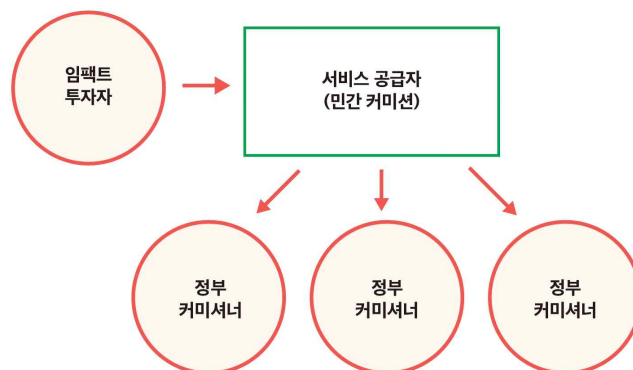 임팩트
투자자
서비스 공급자
(민간 커미션)
정부
커미셔너
정부
커미셔너
정부
커미셔너